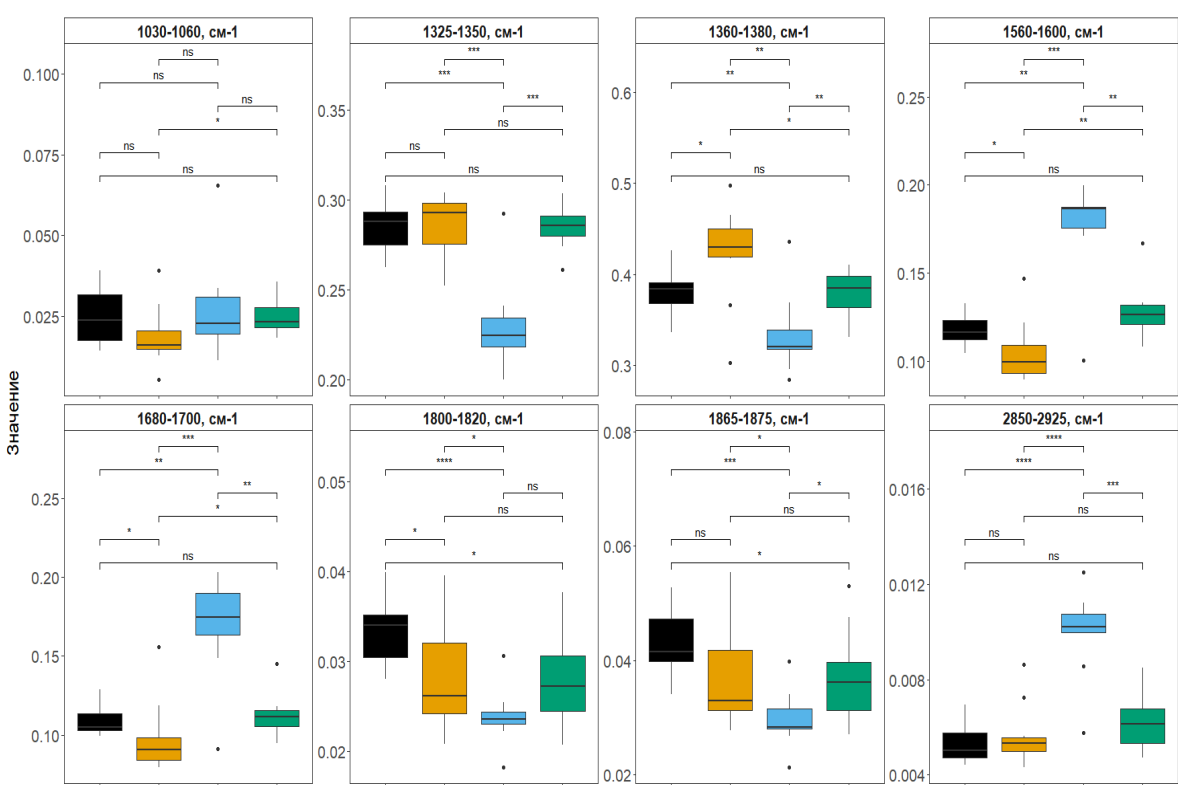 1030-1060, см-1
ns
ns
ns
*
ns
ns
0.100
0.075
0.050
0.025
1325-1350, см-1
***
***
***
ns
ns
ns
0.35
0.30
0.25
0.20
1360-1380, см-1
**
**
**
*
*
ns
0.6
0.5
0.4
0.3
1560-1600, см-1
***
**
**
**
*
ns
0.25
0.20
0.15
0.10
Значение
1680-1700, см-1
***
**
**
*
*
ns
0.25
0.20
0.15
0.10
1800-1820, см-1
*
****
ns
ns
*
*
0.05
0.04
0.03
0.02
1865-1875, см-1
*
***
*
ns
ns
*
0.08
0.06
0.04
0.02
2850-2925, см-1
****
****
***
ns
ns
ns
0.016
0.012
0.008
0.004